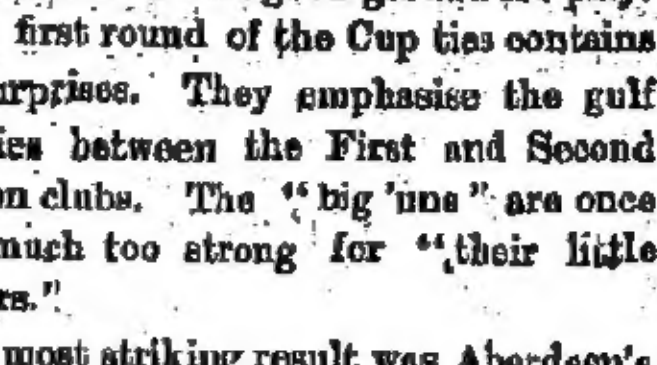 first round of the Cup ties contains
urprises. They emphasise the gulf
ies between the First and Second
on clubs. The "big 'uns" are once
much too strong for "their little
rs."
most striking result was Aberdeen's